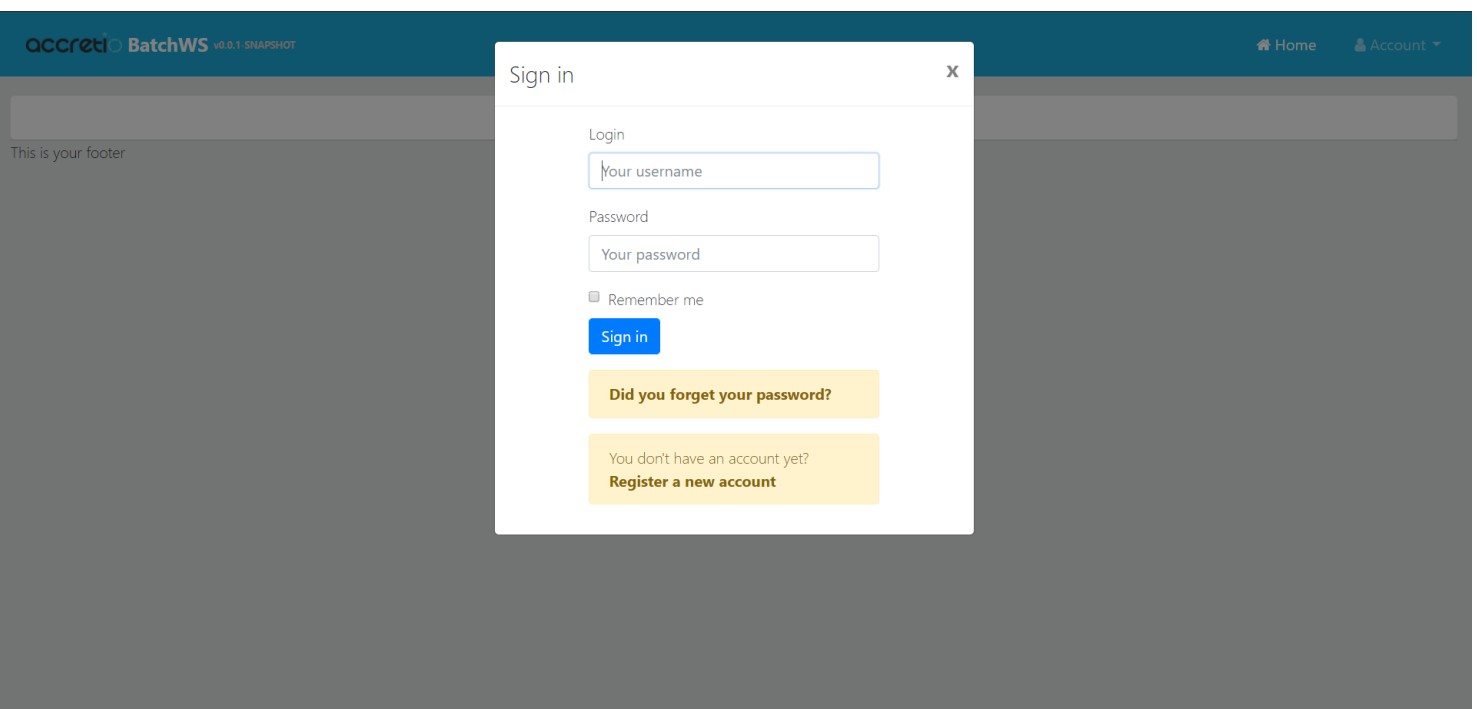 accretio BatchWS v0.0.1-SNAPSHOT
Home
Account
Sign in
x
Login
Your username
Password
Your password
Remember me
Sign in
Did you forget your password?
You don't have an account yet?
Register a new account
This is your footer